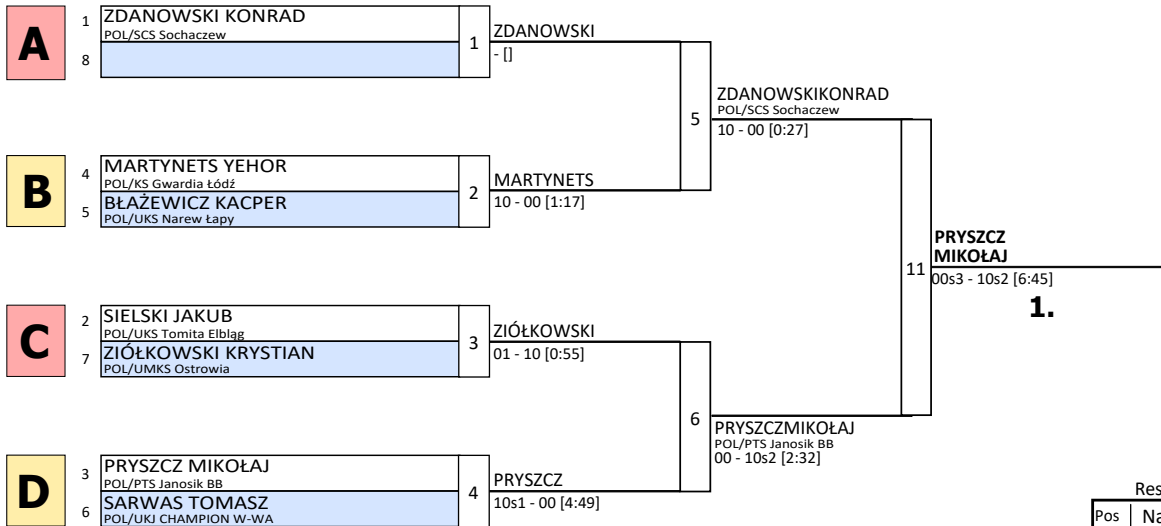 A
1 ZDANOWSKI KONRAD
POL/SCS Sochaczew
8
1
ZDANOWSKI
- []
B
4 MARTYNETS YEHOR
POL/KS Gwardia Łódź
5 BŁAŻEWICZ KACPER
POL/UKS Narew Łapy
2
MARTYNETS
10 - 00 [1:17]
5
ZDANOWSKIKONRAD
POL/SCS Sochaczew
10 - 00 [0:27]
C
2 SIELSKI JAKUB
POL/UKS Tomita Elbląg
7 ZIÓŁKOWSKI KRYSTIAN
POL/UMKS Ostrowia
3
ZIÓŁKOWSKI
01 - 10 [0:55]
D
3 PRYSZCZ MIKOŁAJ
POL/PTS Janosik BB
6 SARWAS TOMASZ
POL/UKJ CHAMPION W-WA
4
PRYSZCZ
10s1 - 00 [4:49]
6
PRYSZCZMIKOŁAJ
POL/PTS Janosik BB
00 - 10s2 [2:32]
11
PRYSZCZ
MIKOŁAJ
00s3 - 10s2 [6:45]
1.
Res
Pos Na